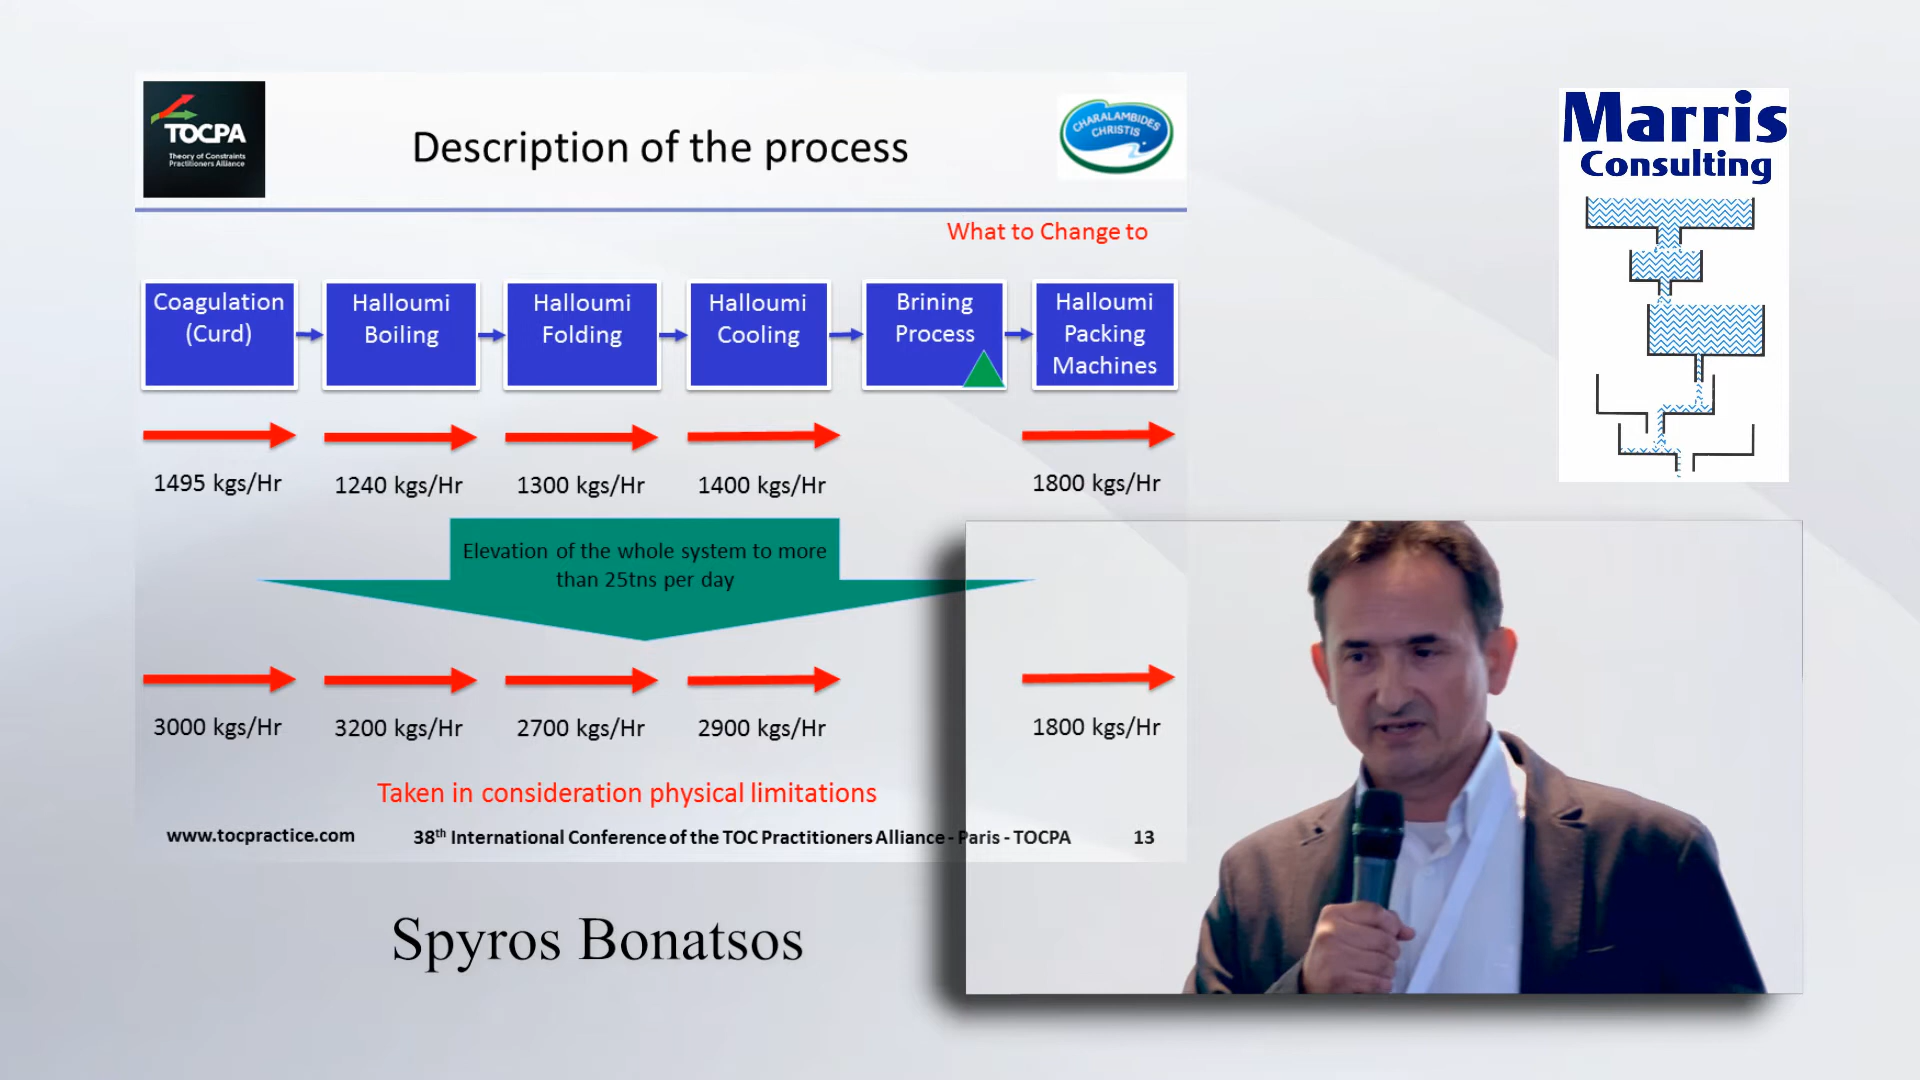 TOCPA
Theory of Constraints
Practitioners Alliance
Description of the process
CHARALAMBIDES
CHRISTIS
Marris
Consulting
What to Change to
Coagulation
(Curd)
Halloumi
Boiling
Halloumi
Folding
Halloumi
Cooling
Brining
Process
Halloumi
Packing
Machines
1495 kgs/Hr
1240 kgs/Hr
1300 kgs/Hr
1400 kgs/Hr
1800 kgs/Hr
Elevation of the whole system to more
than 25tns per day
3000 kgs/Hr
3200 kgs/Hr
2700 kgs/Hr
2900 kgs/Hr
1800 kgs/Hr
Taken in consideration physical limitations
www.tocpractice.com
38th International Conference of the TOC Practitioners Alliance - Paris - TOCPA
13
Spyros Bonatsos